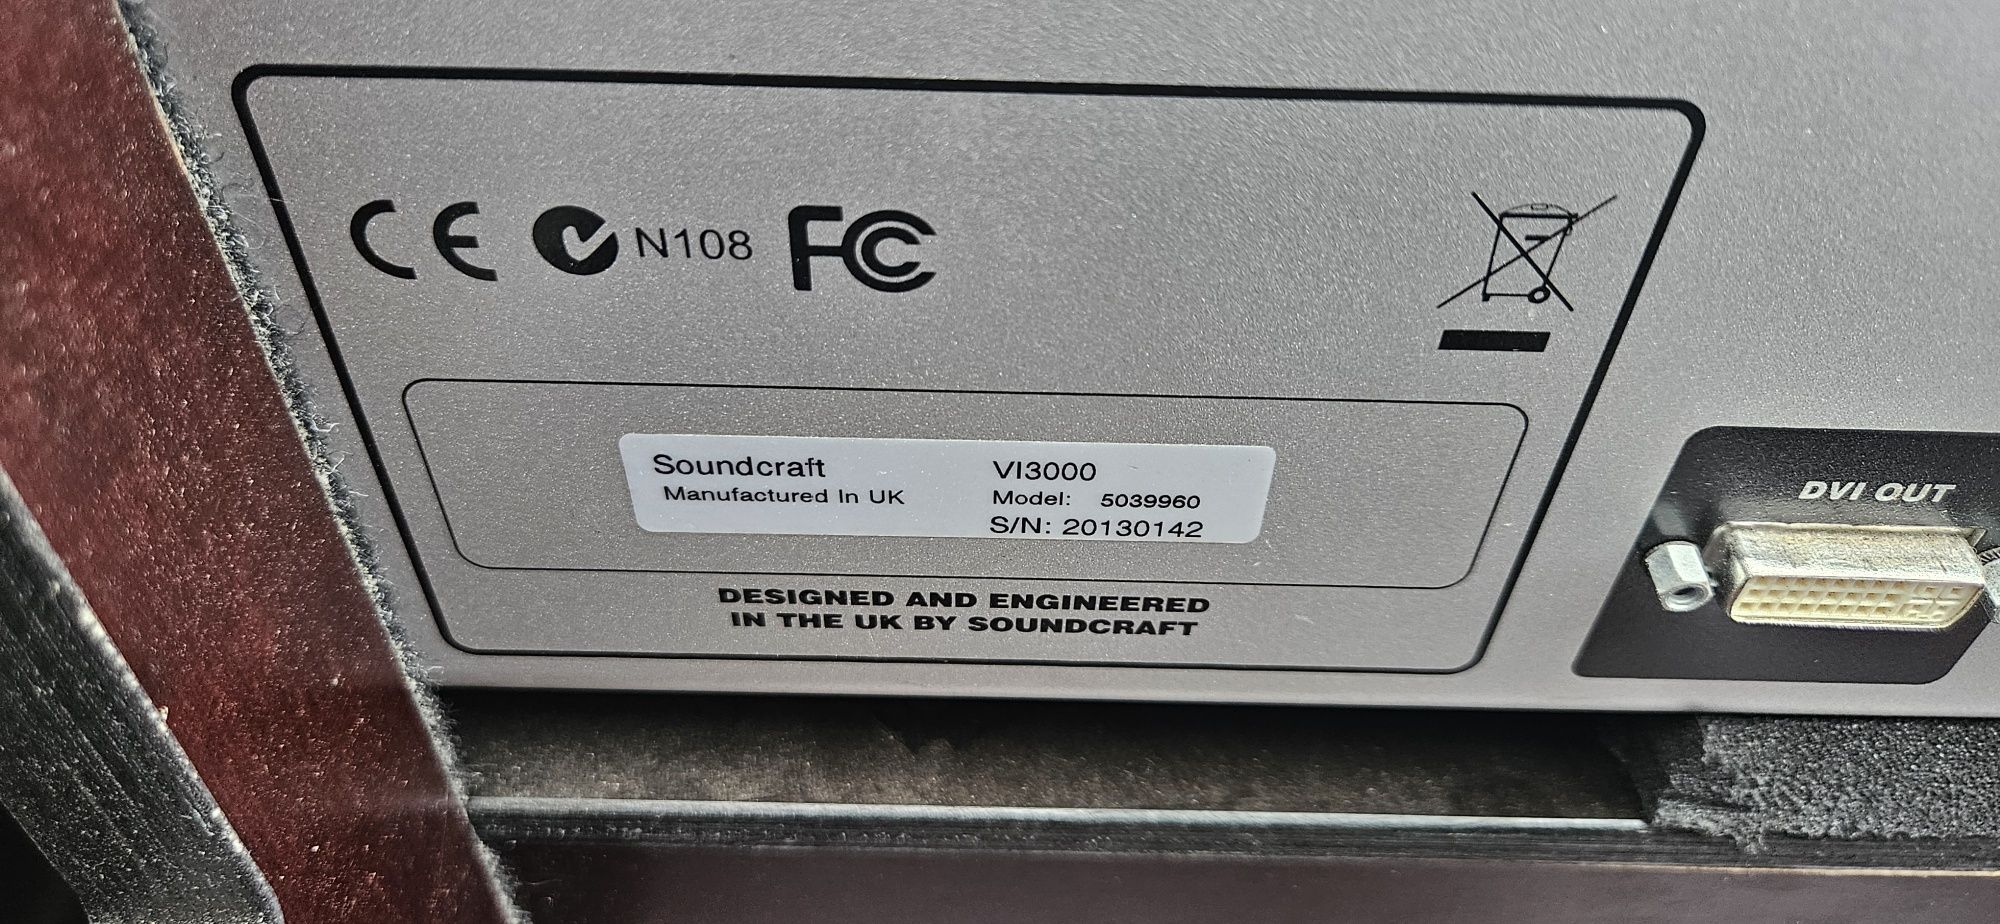 CE N108 FC
Soundcraft VI3000
Manufactured In UK Model: 5039960
S/N: 20130142
DESIGNED AND ENGINEERED
IN THE UK BY SOUNDCRAFT
DVI OUT